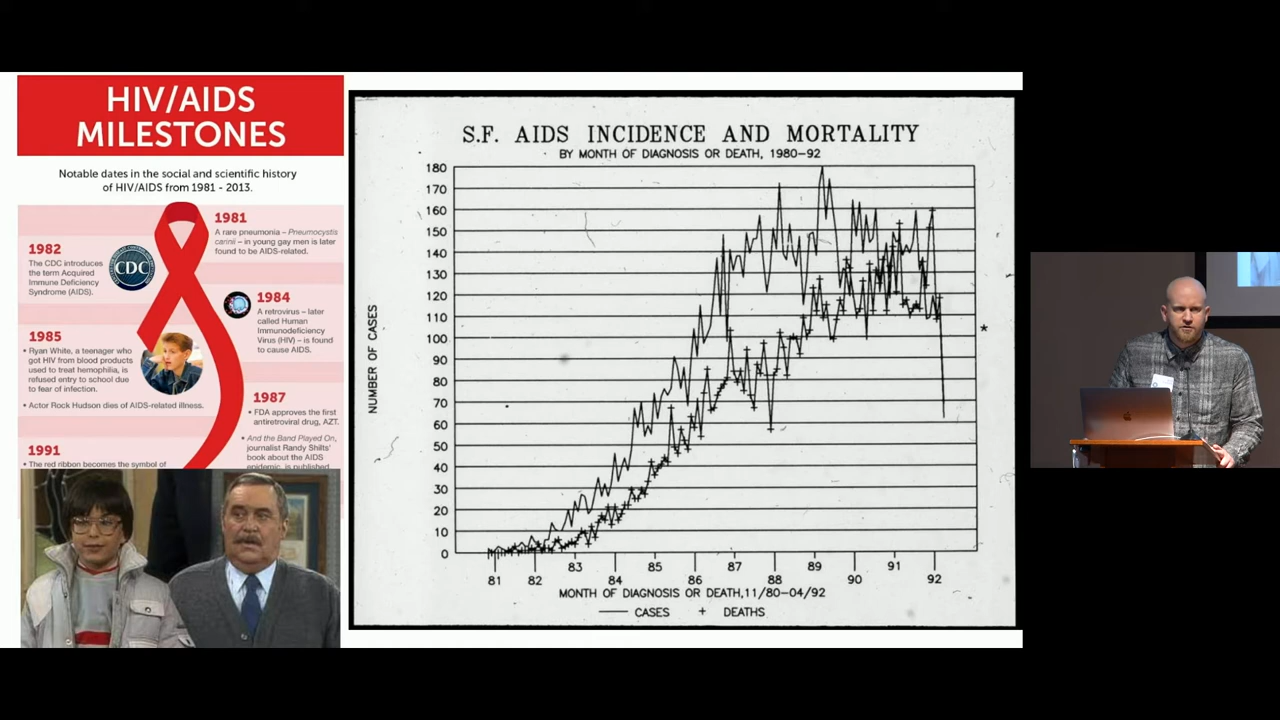 HIV/AIDS
MILESTONES
Notable dates in the social and scientific history
of HIV/AIDS from 1981 - 2013.
1981
A rare pneumonia – Pneumocystis
carinii – in young gay men is later
found to be AIDS-related.
1982
The CDC introduces
the term Acquired
Immune Deficiency
Syndrome (AIDS).
CDC
1984
A retrovirus – later
called Human
Immunodeficiency
Virus (HIV) – is found
to cause AIDS.
1985
• Ryan White, a teenager who
got HIV from blood products
used to treat hemophilia, is
refused entry to school due
to fear of infection.
• Actor Rock Hudson dies of AIDS-related illness.
1987
• FDA approves the first
antiretroviral drug, AZT.
• And the Band Played On,
journalist Randy Shilts'
book about the AIDS
epidemic, is published
1991
• The red ribbon becomes the symbol of
S.F. AIDS INCIDENCE AND MORTALITY
BY MONTH OF DIAGNOSIS OR DEATH, 1980-92
NUMBER OF CASES
180
170
160
150
140
130
120
110
100
90
80
70
60
50
40
30
20
10
0
*
81 82 83 84 85 86 87 88 89 90 91 92
MONTH OF DIAGNOSIS OR DEATH, 11/80-04/92
CASES + DEATHS